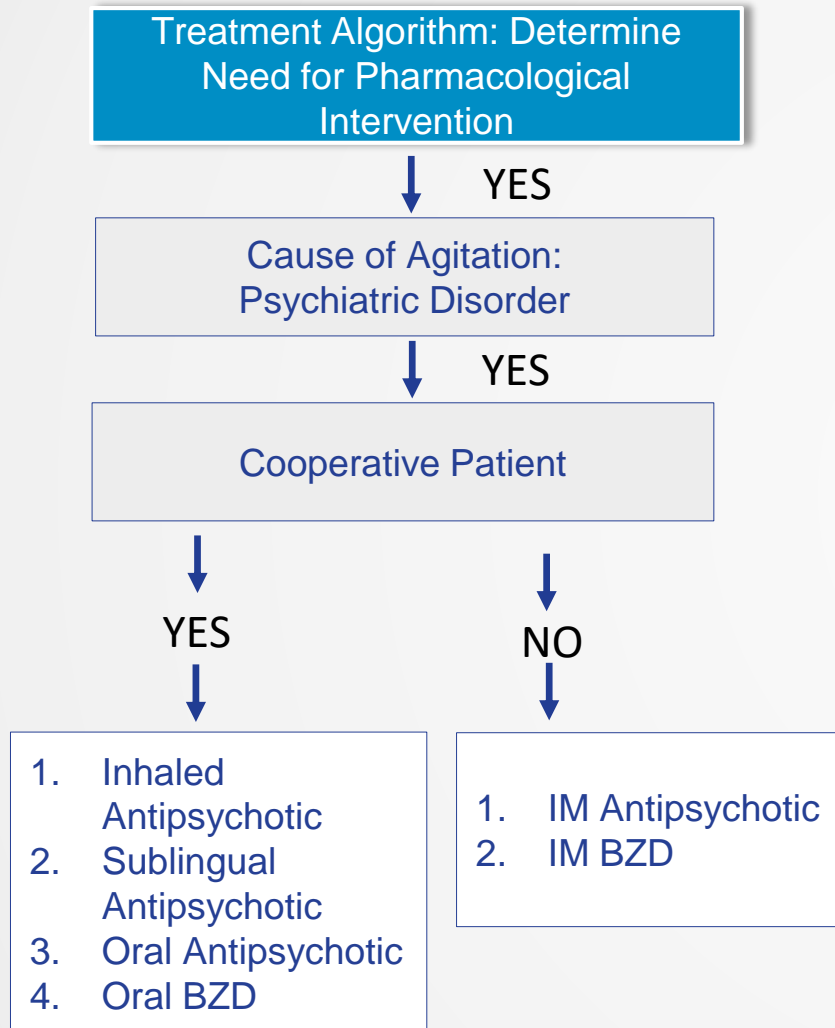 Treatment Algorithm: Determine
Need for Pharmacological
Intervention
YES
Cause of Agitation:
Psychiatric Disorder
YES
Cooperative Patient
YES
NO
1. Inhaled
Antipsychotic
2. Sublingual
Antipsychotic
3. Oral Antipsychotic
4. Oral BZD
1. IM Antipsychotic
2. IM BZD